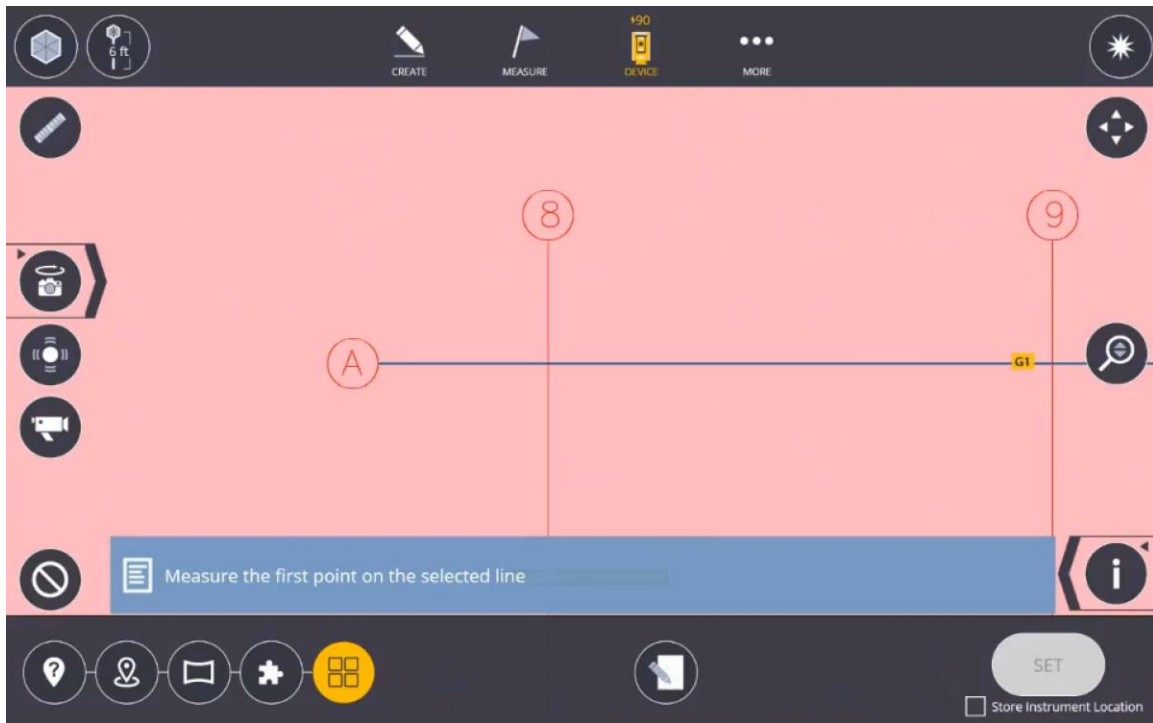 +90
6 ft
CREATE
MEASURE
DEVICE
MORE
8
9
A
G1
Measure the first point on the selected line
i
?
SET
Store Instrument Location